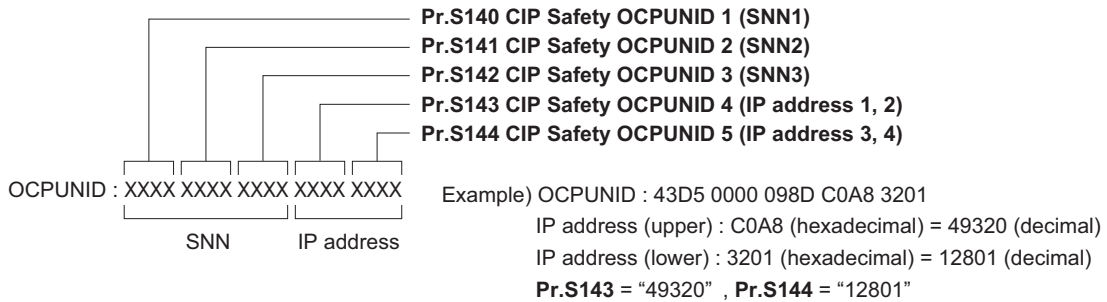 Pr.S140 CIP Safety OCPUNID 1 (SNN1)
Pr.S141 CIP Safety OCPUNID 2 (SNN2)
Pr.S142 CIP Safety OCPUNID 3 (SNN3)
Pr.S143 CIP Safety OCPUNID 4 (IP address 1, 2)
Pr.S144 CIP Safety OCPUNID 5 (IP address 3, 4)
OCPUNID : XXXX XXXX XXXX XXXX XXXX
SNN IP address
Example) OCPUNID : 43D5 0000 098D C0A8 3201
IP address (upper) : C0A8 (hexadecimal) = 49320 (decimal)
IP address (lower) : 3201 (hexadecimal) = 12801 (decimal)
Pr.S143 = “49320” , Pr.S144 = “12801”